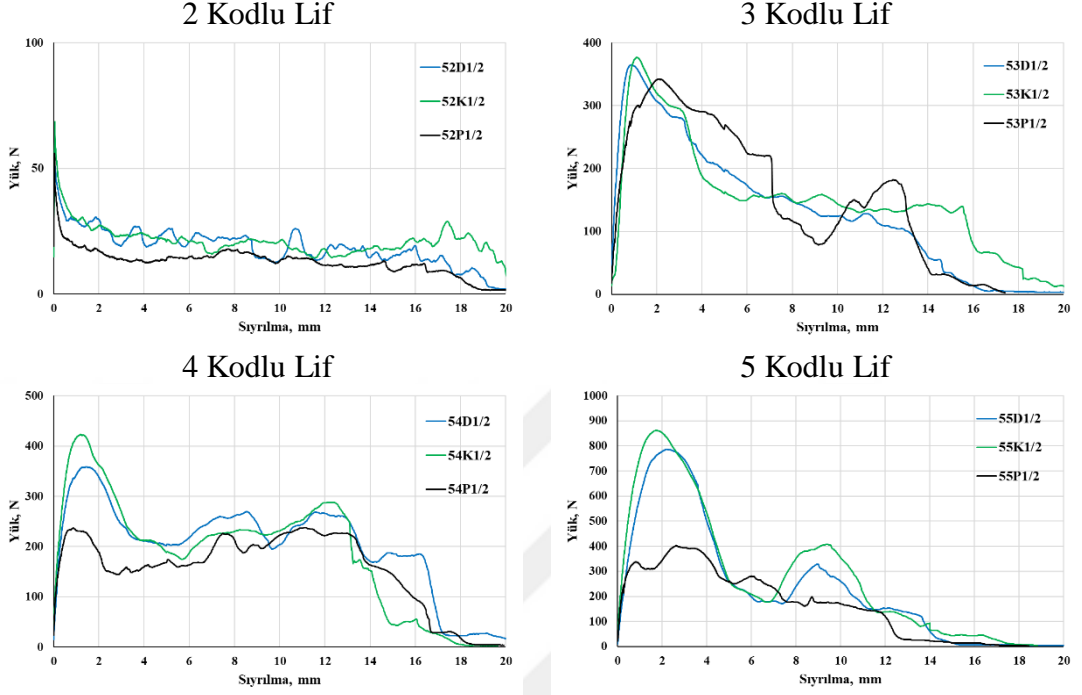 2 Kodlu Lif
100
50
0
Yük, N
52D1/2
52K1/2
52P1/2
0 2 4 6 8 10 12 14 16 18 20
Sıyrılma, mm
3 Kodlu Lif
400
300
200
100
0
Yük, N
53D1/2
53K1/2
53P1/2
0 2 4 6 8 10 12 14 16 18 20
Sıyrılma, mm
4 Kodlu Lif
500
400
300
200
100
0
Yük, N
54D1/2
54K1/2
54P1/2
0 2 4 6 8 10 12 14 16 18 20
Sıyrılma, mm
5 Kodlu Lif
1000
900
800
700
600
500
400
300
200
100
0
Yük, N
55D1/2
55K1/2
55P1/2
0 2 4 6 8 10 12 14 16 18 20
Sıyrılma, mm